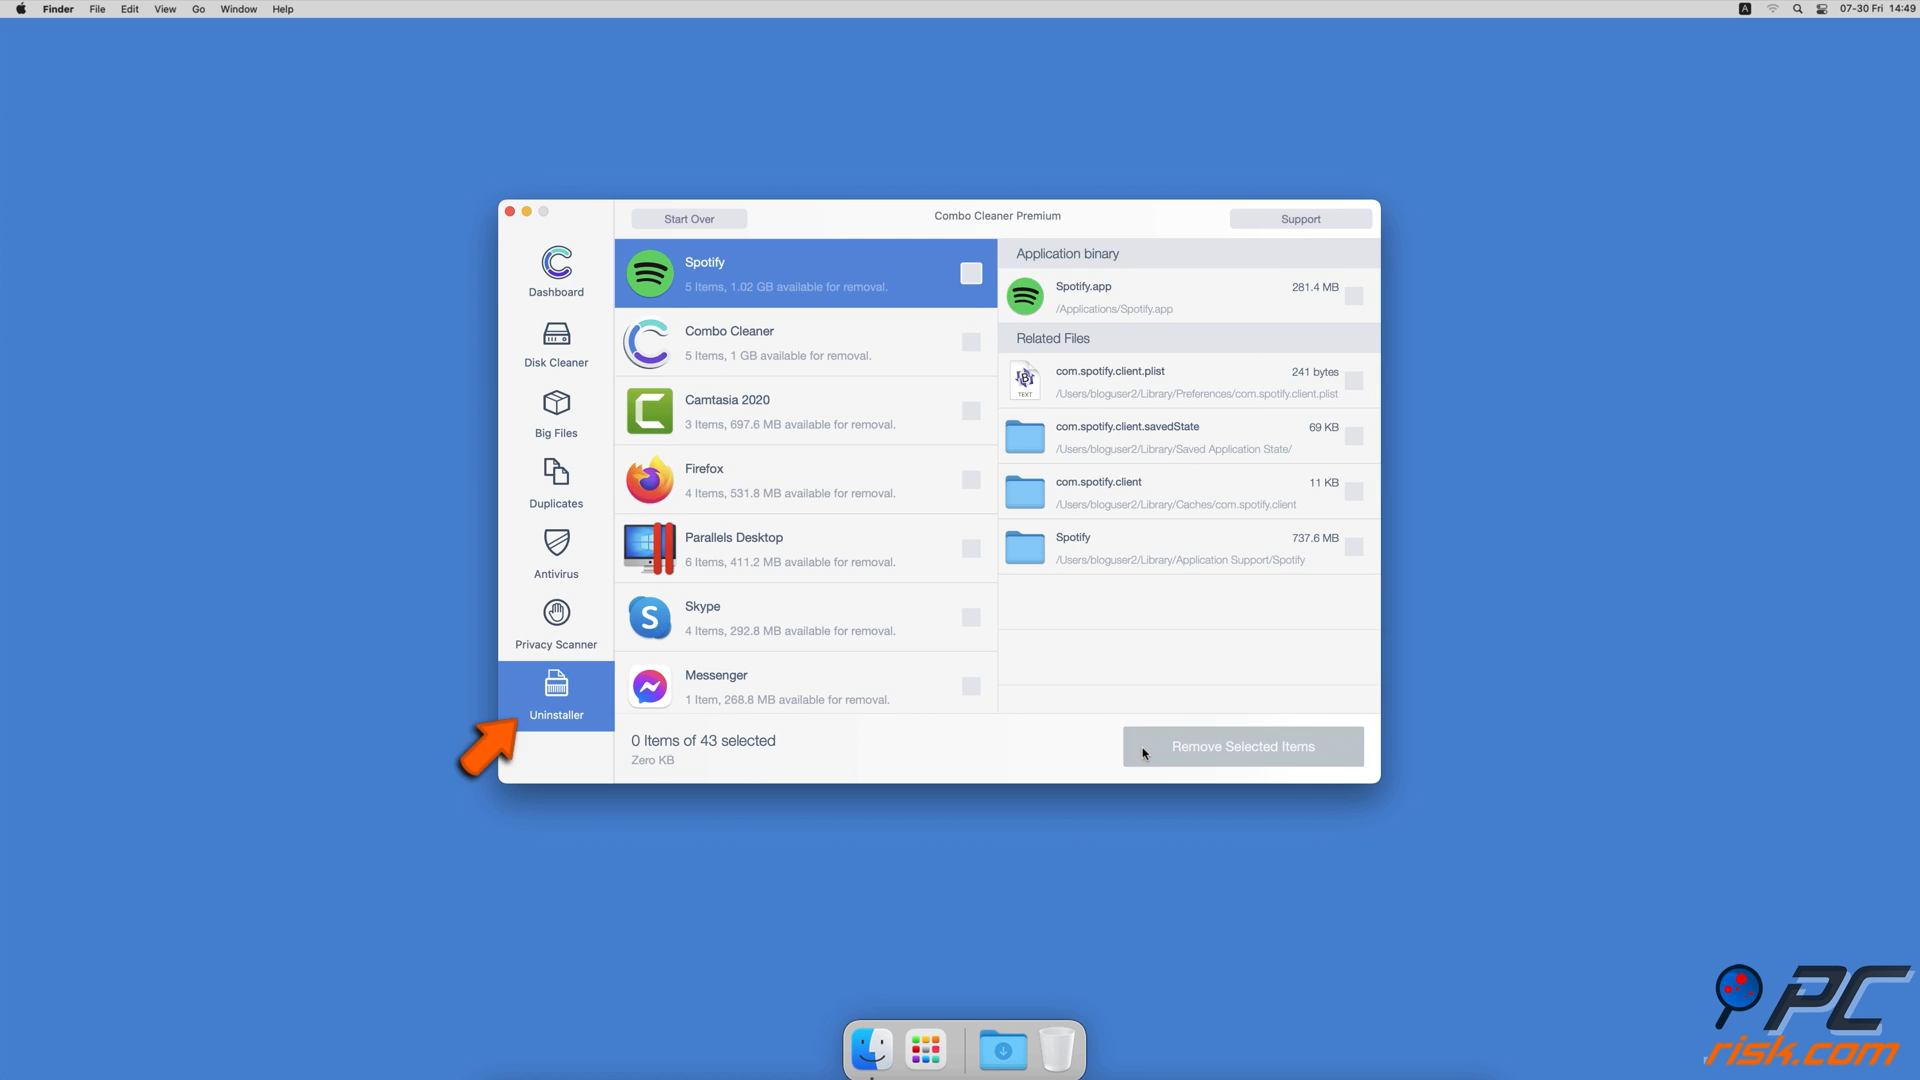 Finder File Edit View Go Window Help
A 07-30 Fri 14:49
Start Over
Combo Cleaner Premium
Support
Dashboard
Disk Cleaner
Big Files
Duplicates
Antivirus
Privacy Scanner
Uninstaller
Spotify
5 Items, 1.02 GB available for removal.
Combo Cleaner
5 Items, 1 GB available for removal.
Camtasia 2020
3 Items, 697.6 MB available for removal.
Firefox
4 Items, 531.8 MB available for removal.
Parallels Desktop
6 Items, 411.2 MB available for removal.
Skype
4 Items, 292.8 MB available for removal.
Messenger
1 Item, 268.8 MB available for removal.
Application binary
Spotify.app 281.4 MB
/Applications/Spotify.app
Related Files
com.spotify.client.plist 241 bytes
TEXT
/Users/bloguser2/Library/Preferences/com.spotify.client.plist
com.spotify.client.savedState 69 KB
/Users/bloguser2/Library/Saved Application State/
com.spotify.client 11 KB
/Users/bloguser2/Library/Caches/com.spotify.client
Spotify 737.6 MB
/Users/bloguser2/Library/Application Support/Spotify
0 Items of 43 selected
Zero KB
Remove Selected Items
PC
risk.com